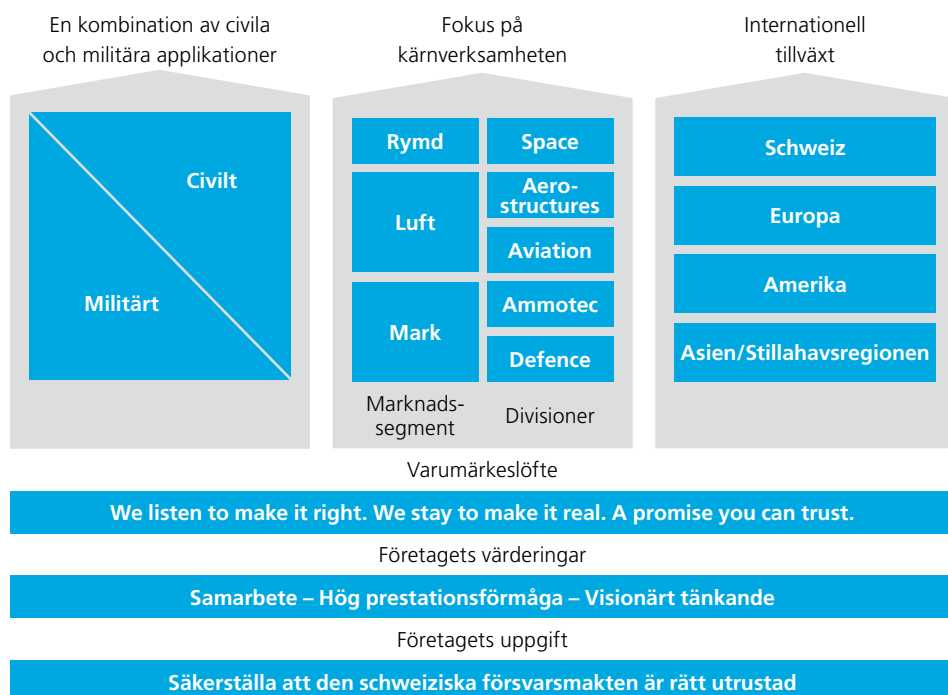 En kombination av civila
och militära applikationer
Civilt
Militärt
Fokus på
kärnverksamheten
Rymd
Space
Luft
Aero-
structures
Aviation
Mark
Ammotec
Defence
Marknads-
segment
Divisioner
Internationell
tillväxt
Schweiz
Europa
Amerika
Asien/Stillahavsregionen
Varumärkeslöfte
We listen to make it right. We stay to make it real. A promise you can trust.
Företagets värderingar
Samarbete – Hög prestationsförmåga – Visionärt tänkande
Företagets uppgift
Säkerställa att den schweiziska försvarsmakten är rätt utrustad